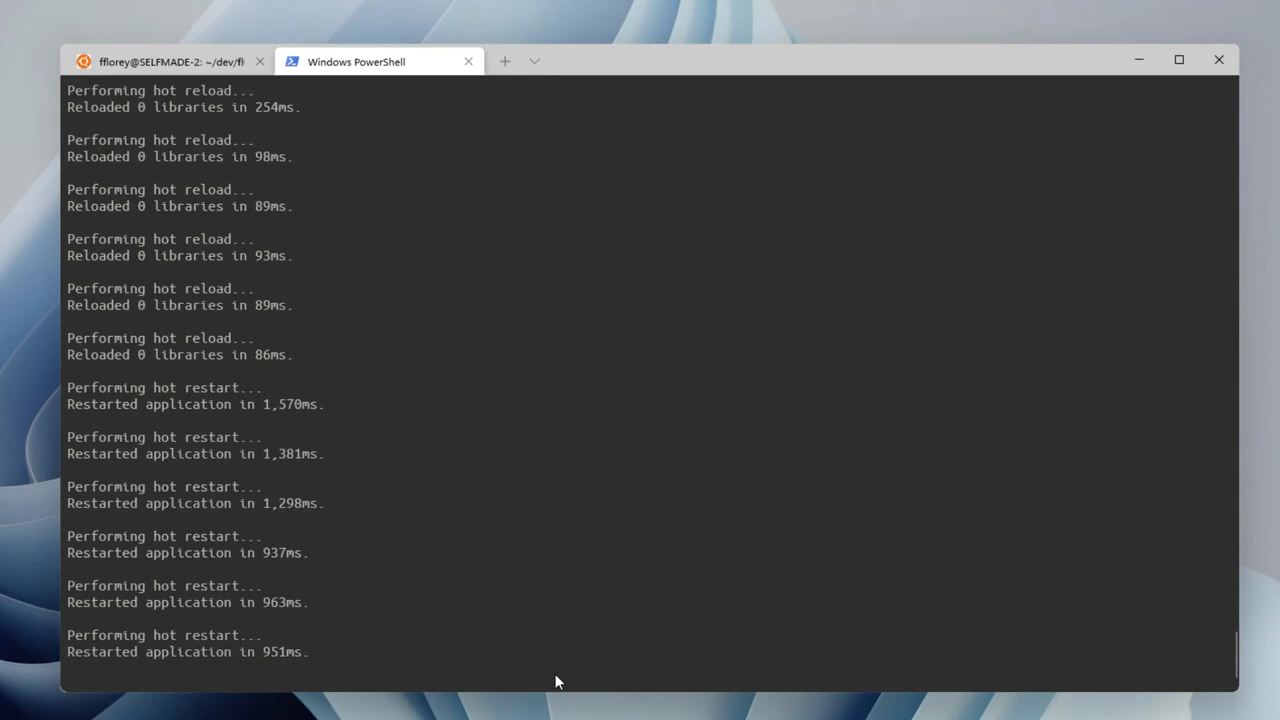 fflorey@SELFMADE-2: ~/dev/fl
Windows PowerShell
Performing hot reload...
Reloaded 0 libraries in 254ms.
Performing hot reload...
Reloaded 0 libraries in 98ms.
Performing hot reload...
Reloaded 0 libraries in 89ms.
Performing hot reload...
Reloaded 0 libraries in 93ms.
Performing hot reload...
Reloaded 0 libraries in 89ms.
Performing hot reload...
Reloaded 0 libraries in 86ms.
Performing hot restart...
Restarted application in 1,570ms.
Performing hot restart...
Restarted application in 1,381ms.
Performing hot restart...
Restarted application in 1,298ms.
Performing hot restart...
Restarted application in 937ms.
Performing hot restart...
Restarted application in 963ms.
Performing hot restart...
Restarted application in 951ms.